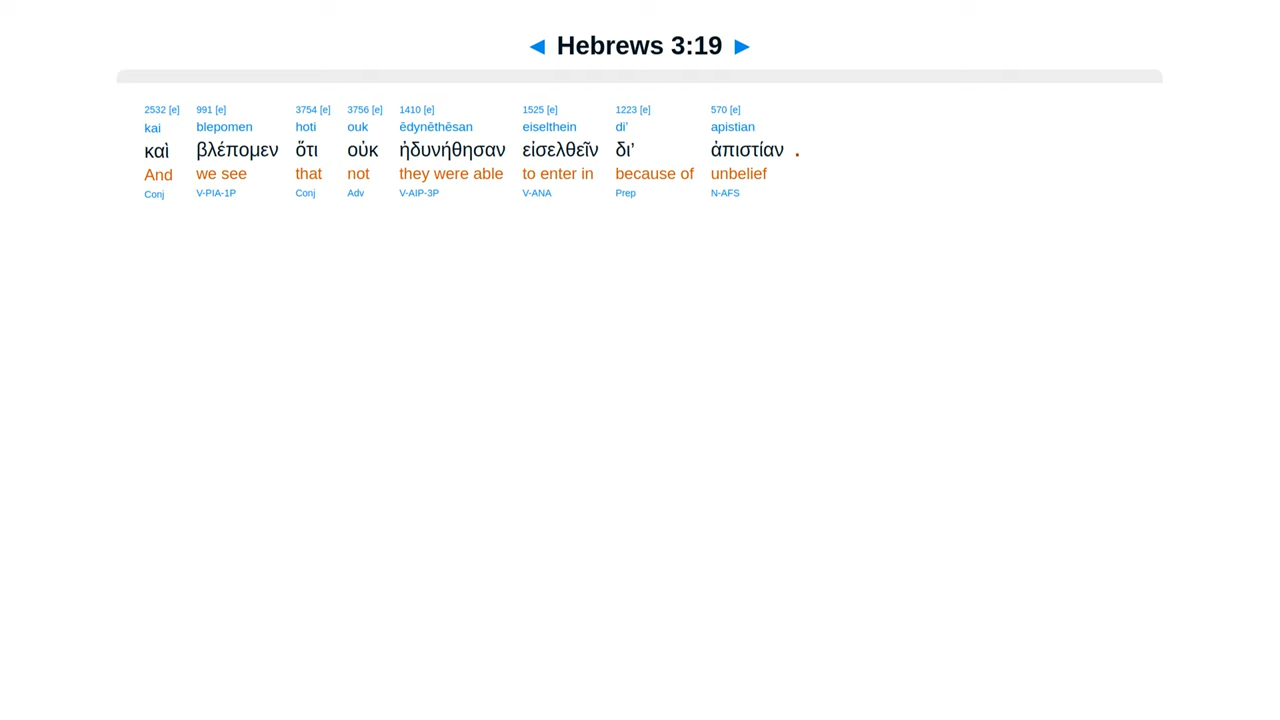 ◄ Hebrews 3:19 ►
2532 [e] 991 [e] 3754 [e] 3756 [e] 1410 [e] 1525 [e] 1223 [e] 570 [e]
kai blepomen hoti ouk ēdynēthēsan eiselthein di’ apistian
καὶ βλέπομεν ὅτι οὐκ ἠδυνήθησαν εἰσελθεῖν δι’ ἀπιστίαν .
And we see that not they were able to enter in because of unbelief
Conj V-PIA-1P Conj Adv V-AIP-3P V-ANA Prep N-AFS